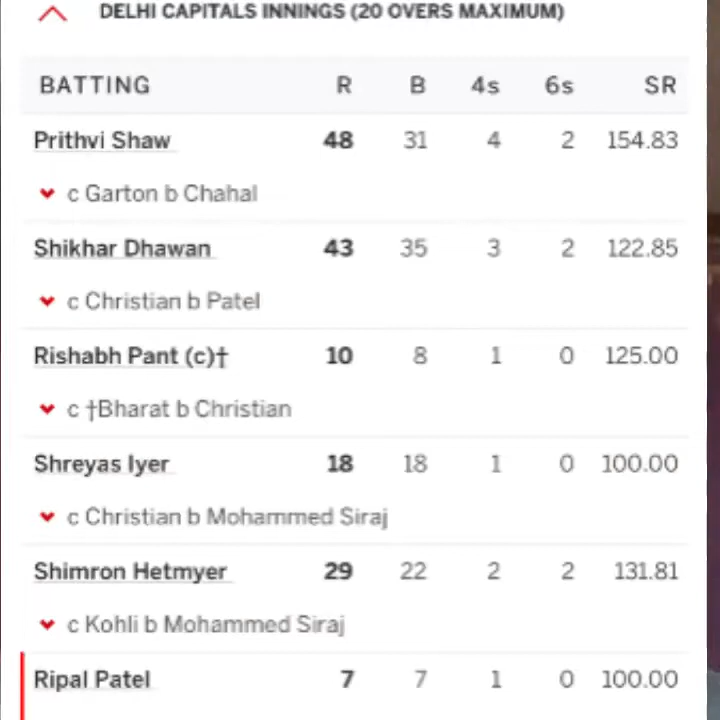 DELHI CAPITALS INNINGS (20 OVERS MAXIMUM)
BATTING R B 4s 6s SR
Prithvi Shaw 48 31 4 2 154.83
c Garton b Chahal
Shikhar Dhawan 43 35 3 2 122.85
c Christian b Patel
Rishabh Pant (c)† 10 8 1 0 125.00
c †Bharat b Christian
Shreyas Iyer 18 18 1 0 100.00
c Christian b Mohammed Siraj
Shimron Hetmyer 29 22 2 2 131.81
c Kohli b Mohammed Siraj
Ripal Patel 7 7 1 0 100.00